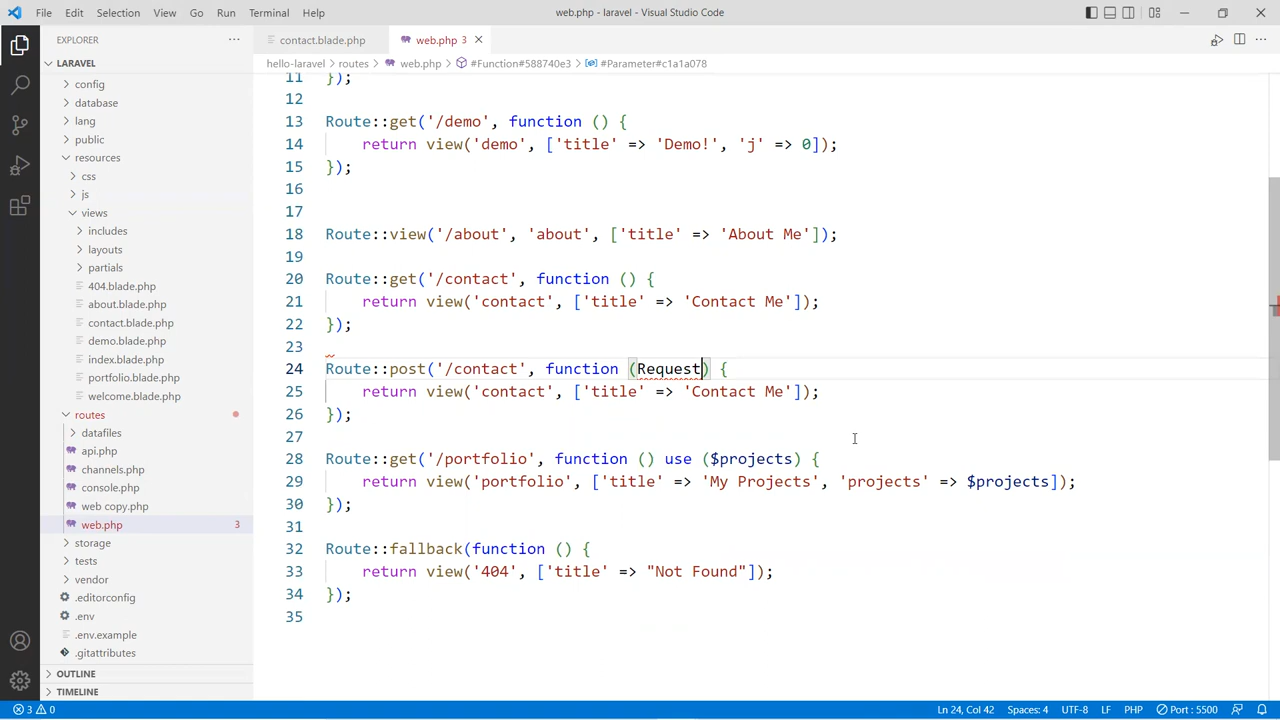 File Edit Selection View Go Run Terminal Help
web.php - laravel - Visual Studio Code
EXPLORER
LARAVEL
config
database
lang
public
resources
css
js
views
includes
layouts
partials
404.blade.php
about.blade.php
contact.blade.php
demo.blade.php
index.blade.php
portfolio.blade.php
welcome.blade.php
routes
datafiles
api.php
channels.php
console.php
web copy.php
web.php 3
storage
tests
vendor
.editorconfig
.env
.env.example
.gitattributes
OUTLINE
TIMELINE
contact.blade.php
web.php 3
hello-laravel > routes > web.php > #Function#588740e3 > #Parameter#c1a1a078
11 });
12
13 Route::get('/demo', function () {
14 return view('demo', ['title' => 'Demo!', 'j' => 0]);
15 });
16
17
18 Route::view('/about', 'about', ['title' => 'About Me']);
19
20 Route::get('/contact', function () {
21 return view('contact', ['title' => 'Contact Me']);
22 });
23
24 Route::post('/contact', function (Request) {
25 return view('contact', ['title' => 'Contact Me']);
26 });
27
28 Route::get('/portfolio', function () use ($projects) {
29 return view('portfolio', ['title' => 'My Projects', 'projects' => $projects]);
30 });
31
32 Route::fallback(function () {
33 return view('404', ['title' => "Not Found"]);
34 });
35
3 0
Ln 24, Col 42 Spaces: 4 UTF-8 LF PHP Port : 5500